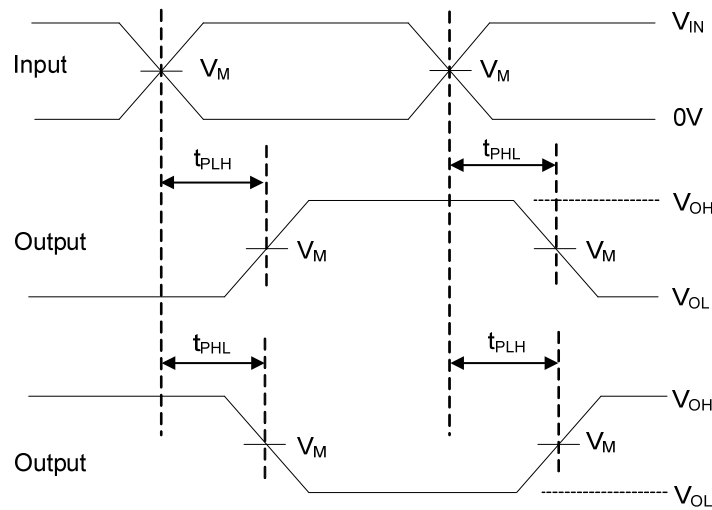 V_IN
Input
V_M
V_M
0V
t_PLH
t_PHL
V_OH
Output
V_M
V_M
V_OL
t_PHL
t_PLH
V_OH
V_M
V_M
Output
V_OL